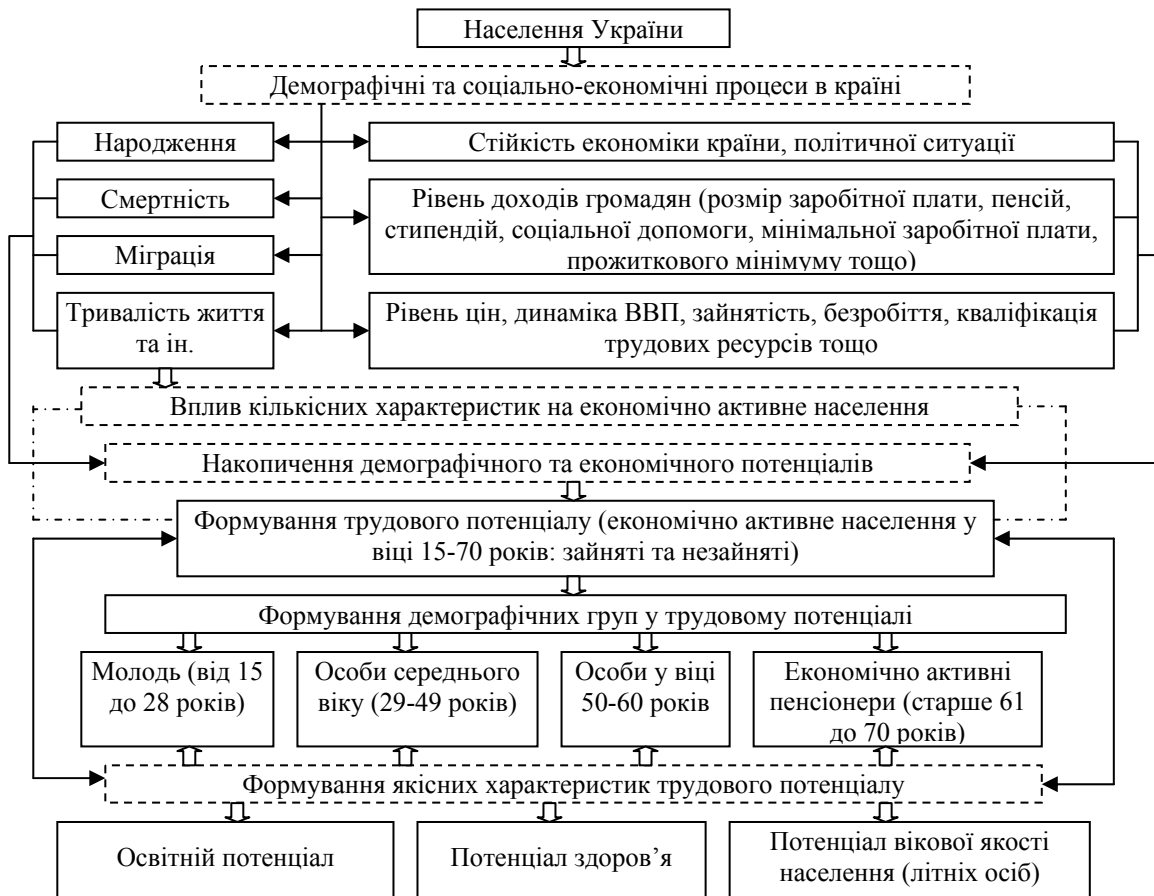 Населення України
Демографічні та соціально-економічні процеси в країні
Народження
Стійкість економіки країни, політичної ситуації
Смертність
Рівень доходів громадян (розмір заробітної плати, пенсій,
стипендій, соціальної допомоги, мінімальної заробітної плати,
прожиткового мінімуму тощо)
Міграція
Тривалість життя
та ін.
Рівень цін, динаміка ВВП, зайнятість, безробіття, кваліфікація
трудових ресурсів тощо
Вплив кількісних характеристик на економічно активне населення
Накопичення демографічного та економічного потенціалів
Формування трудового потенціалу (економічно активне населення у
віці 15-70 років: зайняті та незайняті)
Формування демографічних груп у трудовому потенціалі
Молодь (від 15
до 28 років)
Особи середнього
віку (29-49 років)
Особи у віці
50-60 років
Економічно активні
пенсіонери (старше 61
до 70 років)
Формування якісних характеристик трудового потенціалу
Освітній потенціал
Потенціал здоров’я
Потенціал вікової якості
населення (літніх осіб)